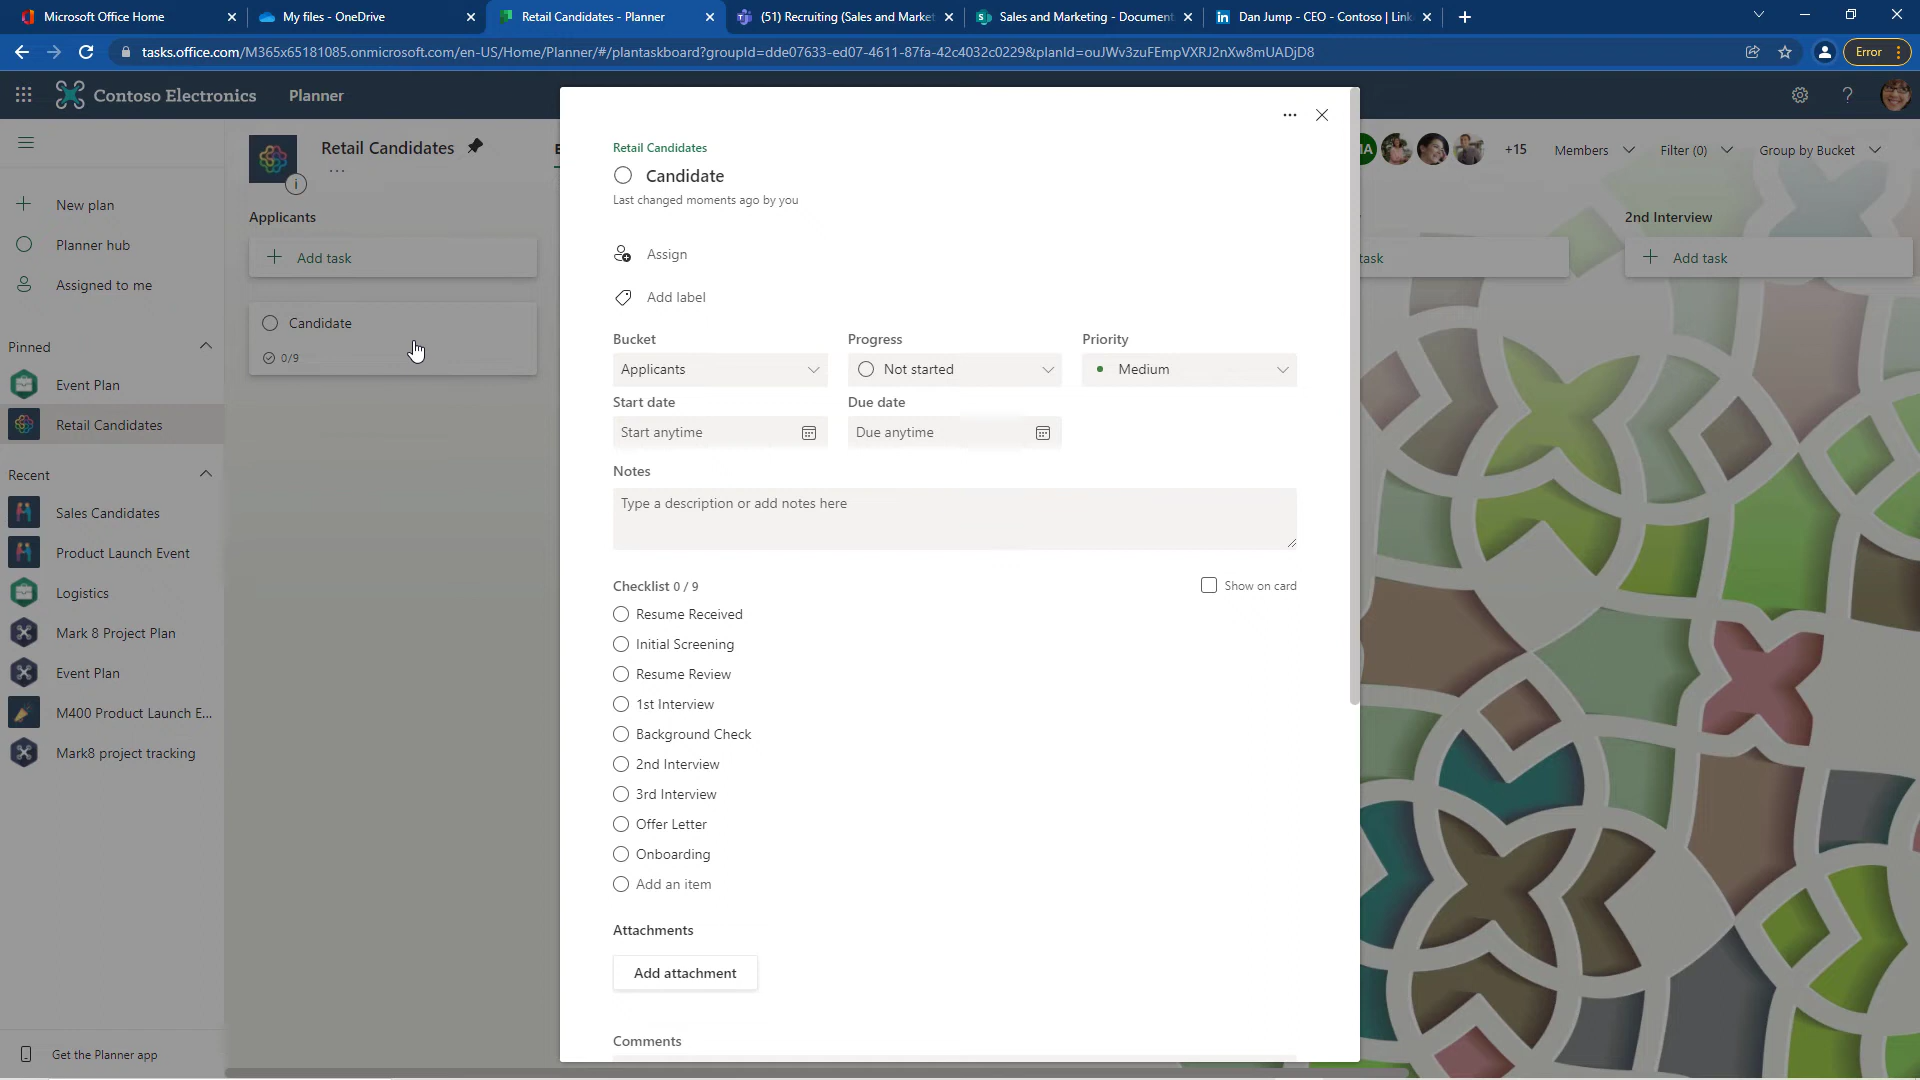 Microsoft Office Home
My files - OneDrive
Retail Candidates - Planner
(51) Recruiting (Sales and Market
Sales and Marketing - Document
Dan Jump - CEO - Contoso | Link
tasks.office.com/M365x65181085.onmicrosoft.com/en-US/Home/Planner/#/plantaskboard?groupId=dde07633-ed07-4611-87fa-42c4032c0229&planId=ouJWv3zuFEmpVXRJ2nXw8mUADjD8
Error
Contoso Electronics
Planner
New plan
Planner hub
Assigned to me
Pinned
Event Plan
Retail Candidates
Recent
Sales Candidates
Product Launch Event
Logistics
Mark 8 Project Plan
Event Plan
M400 Product Launch E...
Mark8 project tracking
Get the Planner app
Retail Candidates
...
Applicants
Add task
Candidate
0/9
MA
+15
Members
Filter (0)
Group by Bucket
task
2nd Interview
Add task
Retail Candidates
Candidate
Last changed moments ago by you
Assign
Add label
Bucket
Progress
Priority
Applicants
Not started
Medium
Start date
Due date
Start anytime
Due anytime
Notes
Type a description or add notes here
Checklist 0 / 9
Show on card
Resume Received
Initial Screening
Resume Review
1st Interview
Background Check
2nd Interview
3rd Interview
Offer Letter
Onboarding
Add an item
Attachments
Add attachment
Comments